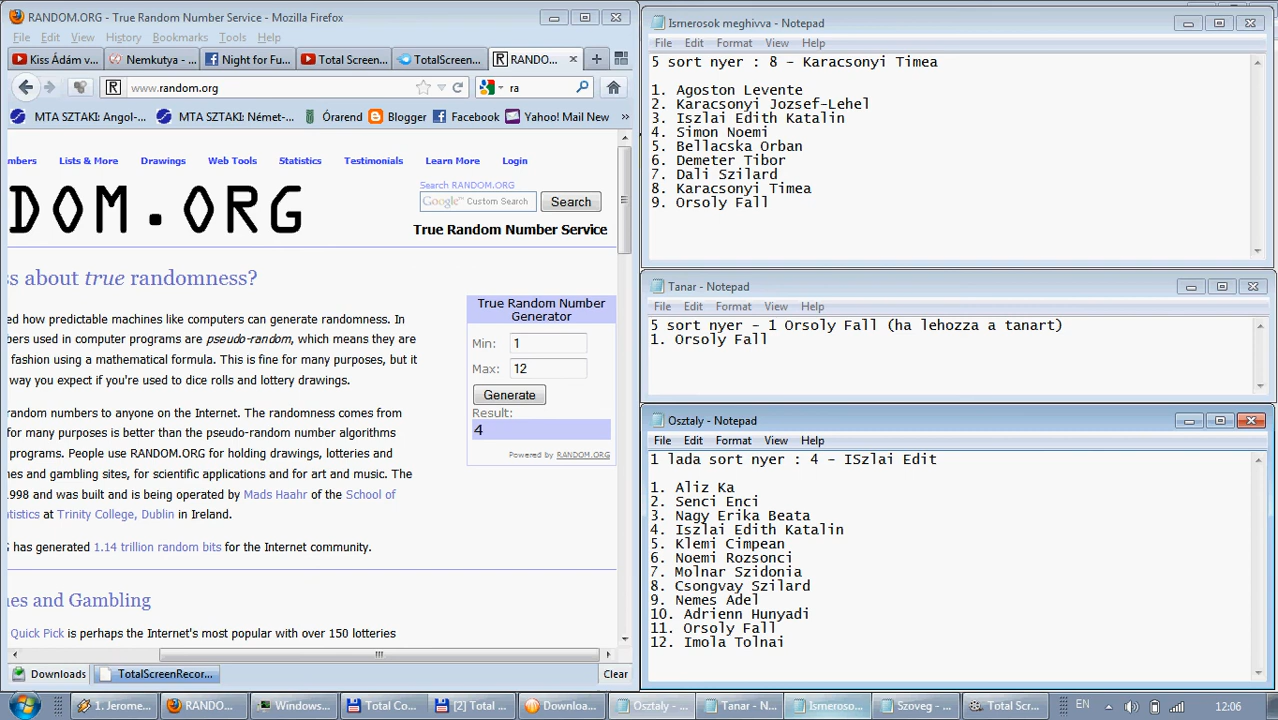 RANDOM.ORG - True Random Number Service - Mozilla Firefox
File Edit View History Bookmarks Tools Help
Kiss Ádám v... Nemkutya - ... Night for Fu... Total Screen... TotalScreen... RANDO...
www.random.org
ra
MTA SZTAKI: Angol-... MTA SZTAKI: Német-... Órarend Blogger Facebook Yahoo! Mail New »
mbers Lists & More Drawings Web Tools Statistics Testimonials Learn More Login
Search RANDOM.ORG
DOM.ORG
Google™ Custom Search Search
True Random Number Service
ss about true randomness?
ed how predictable machines like computers can generate randomness. In
bers used in computer programs are pseudo-random, which means they are
fashion using a mathematical formula. This is fine for many purposes, but it
way you expect if you're used to dice rolls and lottery drawings.
random numbers to anyone on the Internet. The randomness comes from
for many purposes is better than the pseudo-random number algorithms
programs. People use RANDOM.ORG for holding drawings, lotteries and
nes and gambling sites, for scientific applications and for art and music. The
1998 and was built and is being operated by Mads Haahr of the School of
tistics at Trinity College, Dublin in Ireland.
G has generated 1.14 trillion random bits for the Internet community.
nes and Gambling
Quick Pick is perhaps the Internet's most popular with over 150 lotteries
True Random Number
Generator
Min: 1
Max: 12
Generate
Result:
4
Powered by RANDOM.ORG
Downloads TotalScreenRecor... Clear
Ismerosok meghivva - Notepad
File Edit Format View Help
5 sort nyer : 8 - Karacsonyi Timea
1. Agoston Levente
2. Karacsonyi Jozsef-Lehel
3. Iszlai Edith Katalin
4. Simon Noemi
5. Bellacska Orban
6. Demeter Tibor
7. Dali Szilard
8. Karacsonyi Timea
9. Orsoly Fall
Tanar - Notepad
File Edit Format View Help
5 sort nyer - 1 Orsoly Fall (ha lehozza a tanart)
1. Orsoly Fall
Osztaly - Notepad
File Edit Format View Help
1 lada sort nyer : 4 - ISzlai Edit
1. Aliz Ka
2. Senci Enci
3. Nagy Erika Beata
4. Iszlai Edith Katalin
5. Klemi Cimpean
6. Noemi Rozsonci
7. Molnar Szidonia
8. Csongvay Szilard
9. Nemes Adel
10. Adrienn Hunyadi
11. Orsoly Fall
12. Imola Tolnai
1. Jerome... RANDO... Windows... Total Co... [2] Total ... Downloa... Osztaly - ... Tanar - N... Ismeroso... Szoveg - ... Total Scr... EN 12:06